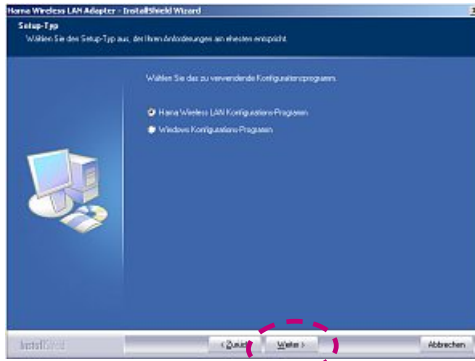 Hama Wireless LAN Adapter - InstallShield Wizard
Setup-Typ
Wählen Sie den Setup-Typ aus, der Ihren Anforderungen am ehesten entspricht.
Wählen Sie das zu verwendende Konfigurationsprogramm.
Hama Wireless LAN Konfigurations-Programm
Windows Konfigurations-Programm
InstallShield
< Zurück
Weiter >
Abbrechen